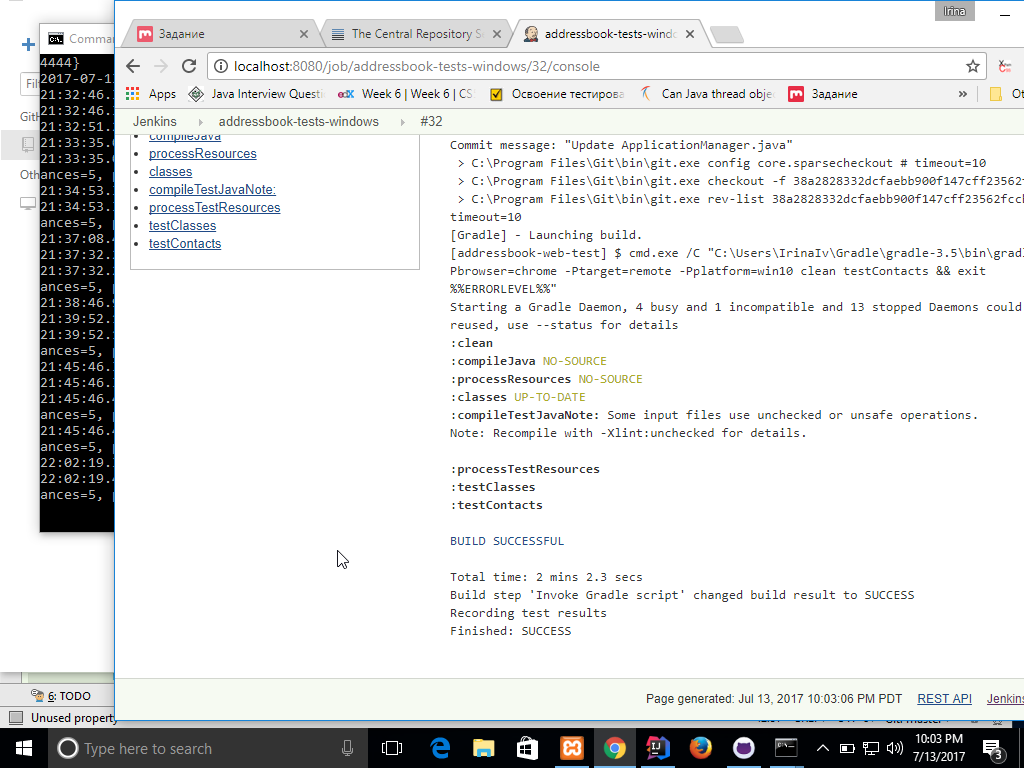 Irina
Задание
The Central Repository S
addressbook-tests-windo
localhost:8080/job/addressbook-tests-windows/32/console
Apps
Java Interview Questi
edX
Week 6 | Week 6 | CS
Освоение тестирова
Can Java thread obje
Задание
»
От
Jenkins
addressbook-tests-windows
#32
compileJava
processResources
classes
compileTestJavaNote:
processTestResources
testClasses
testContacts
Commit message: "Update ApplicationManager.java"
> C:\Program Files\Git\bin\git.exe config core.sparsecheckout # timeout=10
> C:\Program Files\Git\bin\git.exe checkout -f 38a2828332dcfaebb900f147cff23562f
> C:\Program Files\Git\bin\git.exe rev-list 38a2828332dcfaebb900f147cff23562fccb
timeout=10
[Gradle] - Launching build.
[addressbook-web-test] $ cmd.exe /C "C:\Users\IrinaIv\Gradle\gradle-3.5\bin\gradl
Pbrowser=chrome -Ptarget=remote -Pplatform=win10 clean testContacts && exit
%%ERRORLEVEL%%"
Starting a Gradle Daemon, 4 busy and 1 incompatible and 13 stopped Daemons could
reused, use --status for details
:clean
:compileJava NO-SOURCE
:processResources NO-SOURCE
:classes UP-TO-DATE
:compileTestJavaNote: Some input files use unchecked or unsafe operations.
Note: Recompile with -Xlint:unchecked for details.
:processTestResources
:testClasses
:testContacts
BUILD SUCCESSFUL
Total time: 2 mins 2.3 secs
Build step 'Invoke Gradle script' changed build result to SUCCESS
Recording test results
Finished: SUCCESS
Page generated: Jul 13, 2017 10:03:06 PM PDT
REST API
Jenkins
Comma
4444}
2017-07-1
21:32:46.
21:32:46.
21:32:51.
21:33:35.
21:33:35.
ances=5,
21:34:53.
21:34:53.
ances=5,
21:37:08.
21:37:32.
21:37:32.
ances=5,
21:38:46.
21:39:52.
21:39:52.
ances=5,
21:45:46.
21:45:46.
21:45:46.
ances=5,
21:45:46.
ances=5,
22:02:19.
22:02:19.
ances=5,
Fil
Git
Oth
6: TODO
Unused property
Type here to search
10:03 PM
7/13/2017
3